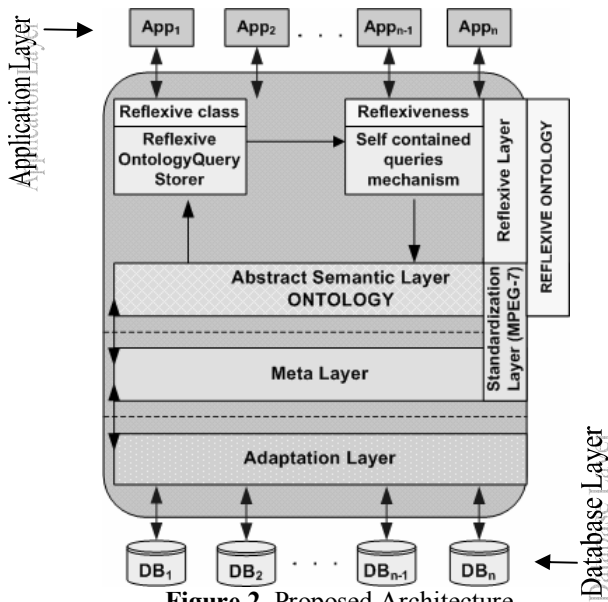 Application Layer
App1
App2
. . .
Appn-1
Appn
Reflexive class
Reflexive
OntologyQuery
Storer
Reflexiveness
Self contained
queries
mechanism
Reflexive Layer
REFLEXIVE ONTOLOGY
Abstract Semantic Layer
ONTOLOGY
Standardization
Layer (MPEG-7)
Meta Layer
Adaptation Layer
Database Layer
DB1
DB2
. . .
DBn-1
DBn
Figure 2. Proposed Architecture